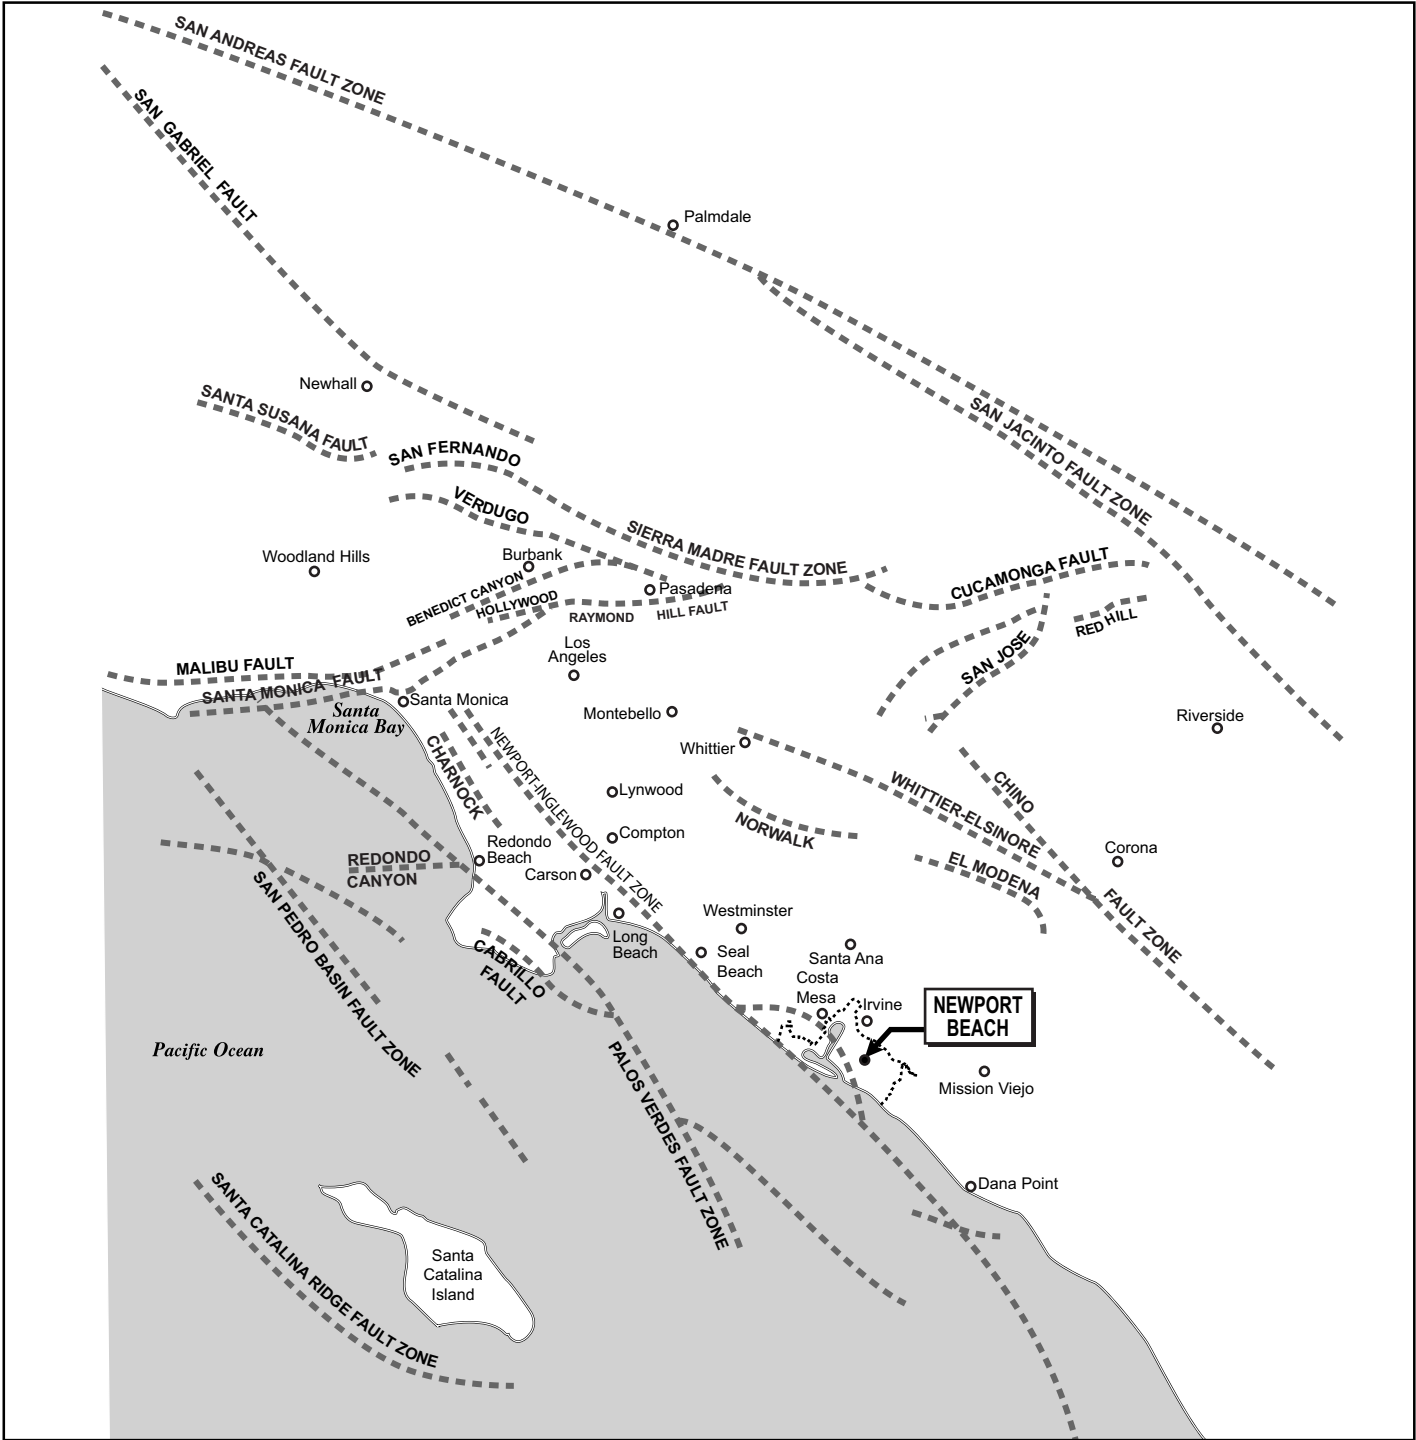 SAN ANDREAS FAULT ZONE
SAN GABRIEL FAULT
Palmdale
Newhall
SANTA SUSANA FAULT
SAN JACINTO FAULT ZONE
SAN FERNANDO
VERDUGO
SIERRA MADRE FAULT ZONE
Woodland Hills
Burbank
CUCAMONGA FAULT
BENEDICT CANYON
Pasadena
HOLLYWOOD
RAYMOND
HILL FAULT
RED HILL
Los
Angeles
SAN JOSE
MALIBU FAULT
SANTA MONICA FAULT
Santa Monica
Santa
Monica Bay
Montebello
Riverside
Whittier
CHARNOCK
NEWPORT-INGLEWOOD FAULT ZONE
Lynwood
WHITTIER-ELSINORE
CHINO
NORWALK
Compton
Redondo
Beach
Corona
REDONDO
CANYON
Carson
EL MODENA
FAULT ZONE
SAN PEDRO BASIN FAULT ZONE
Westminster
Long
Beach
Seal
Beach
Santa Ana
CABRILLO
FAULT
Costa
Mesa
Irvine
NEWPORT
BEACH
Pacific Ocean
PALOS VERDES FAULT ZONE
Mission Viejo
Dana Point
SANTA CATALINA RIDGE FAULT ZONE
Santa
Catalina
Island